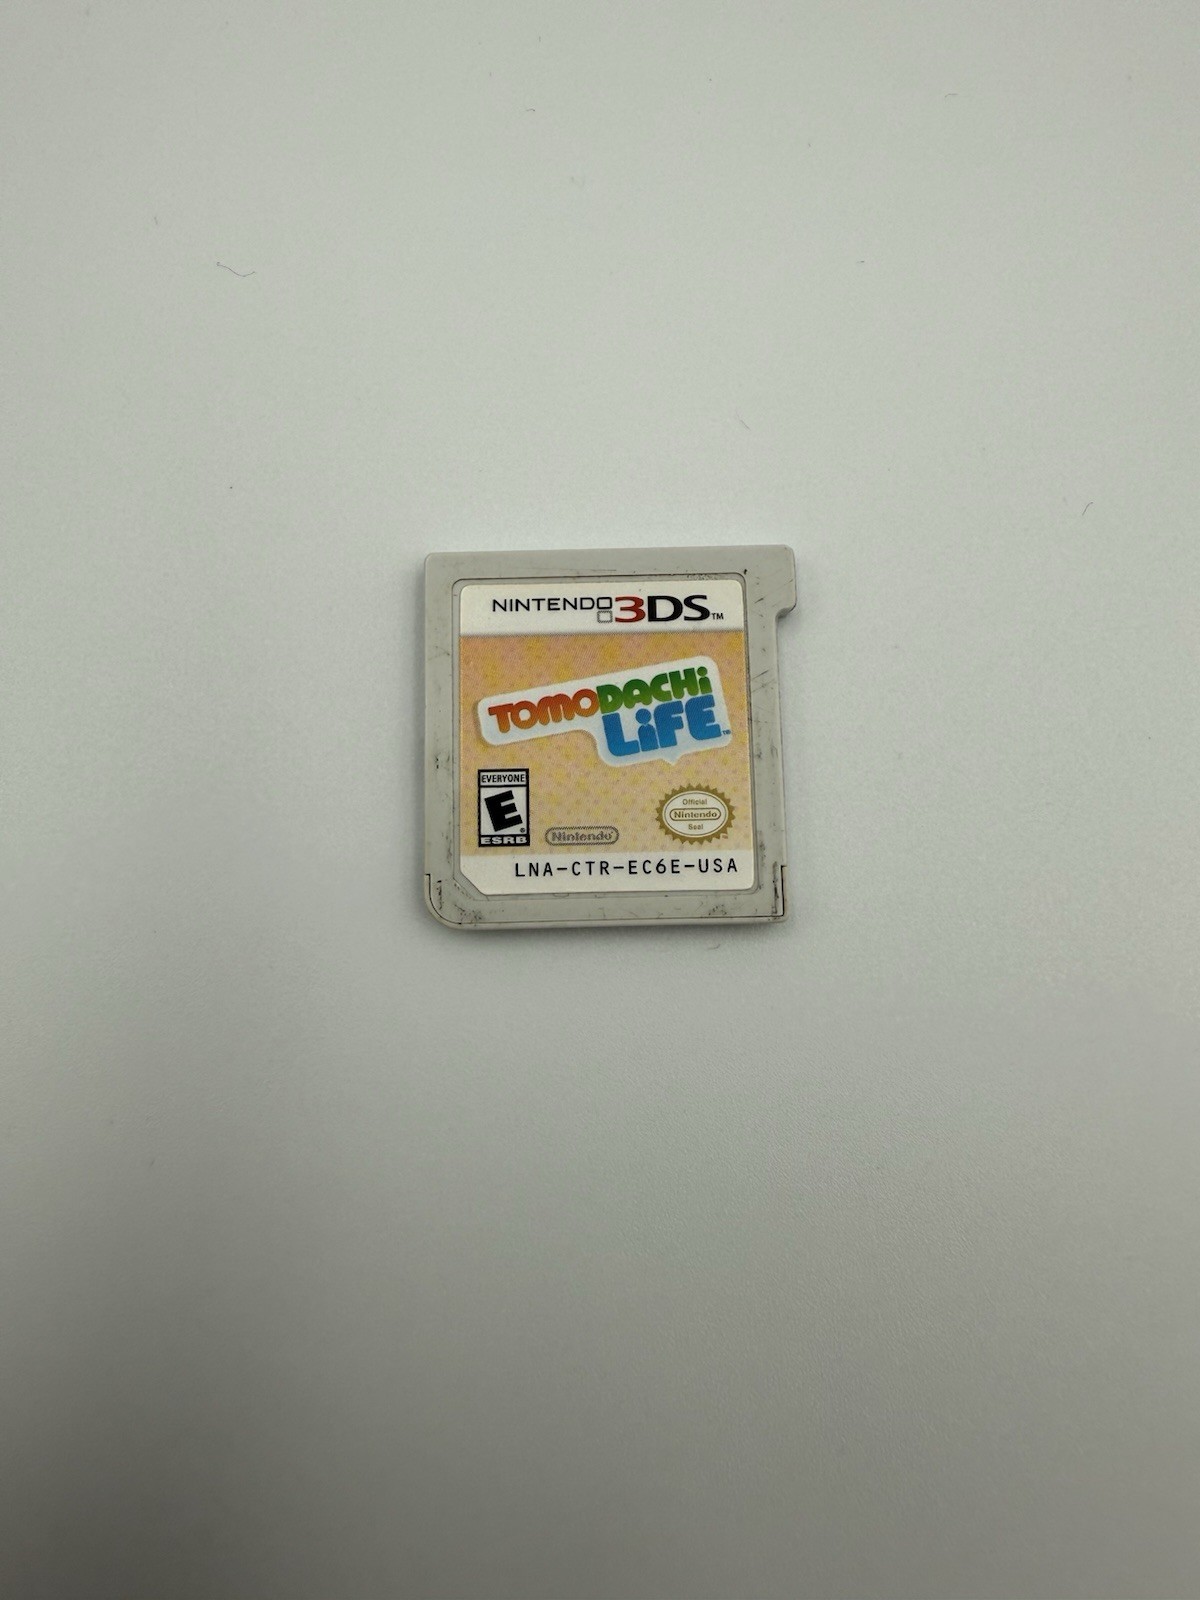 NINTENDO 3DS™
TOMODACHi
LiFE™
EVERYONE
E
ESRB
Nintendo
Official
Nintendo
Seal
LNA-CTR-EC6E-USA